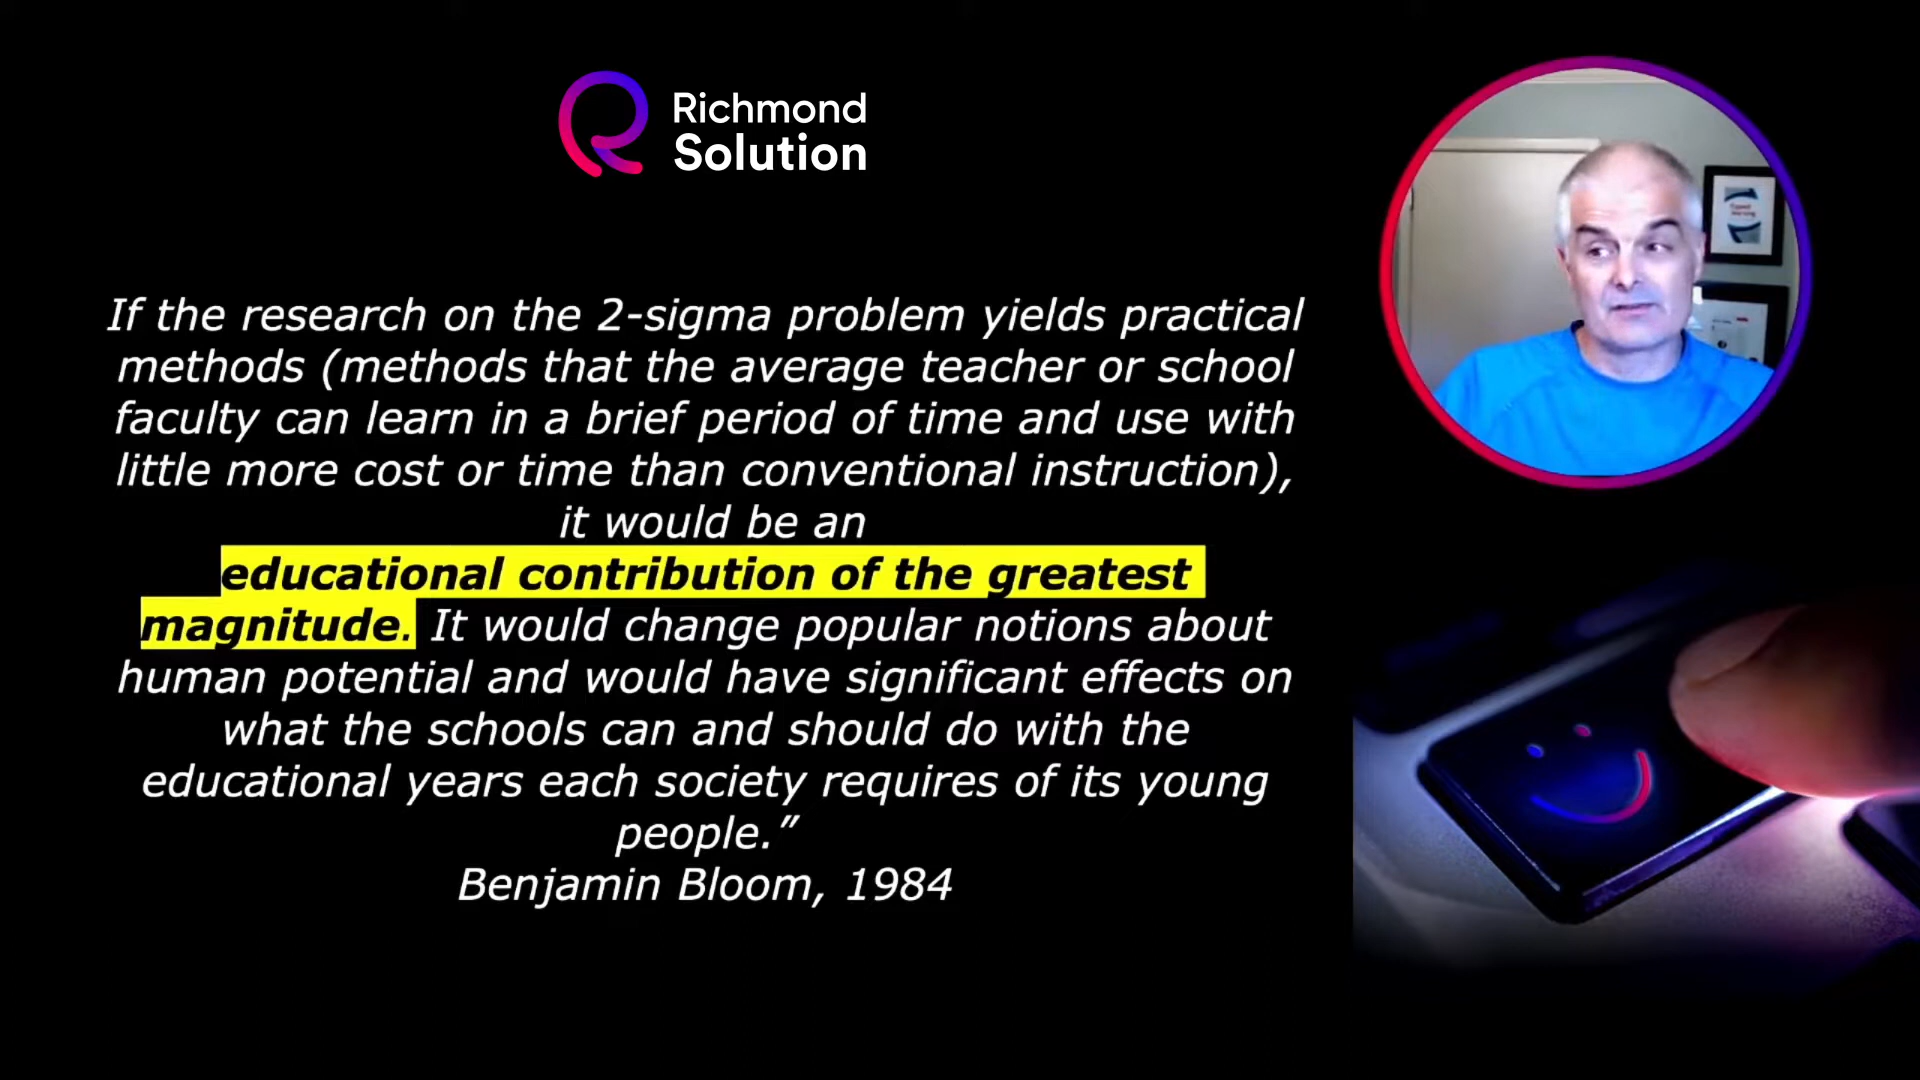 Richmond
Solution
If the research on the 2-sigma problem yields practical
methods (methods that the average teacher or school
faculty can learn in a brief period of time and use with
little more cost or time than conventional instruction),
it would be an
educational contribution of the greatest
magnitude. It would change popular notions about
human potential and would have significant effects on
what the schools can and should do with the
educational years each society requires of its young
people.”
Benjamin Bloom, 1984